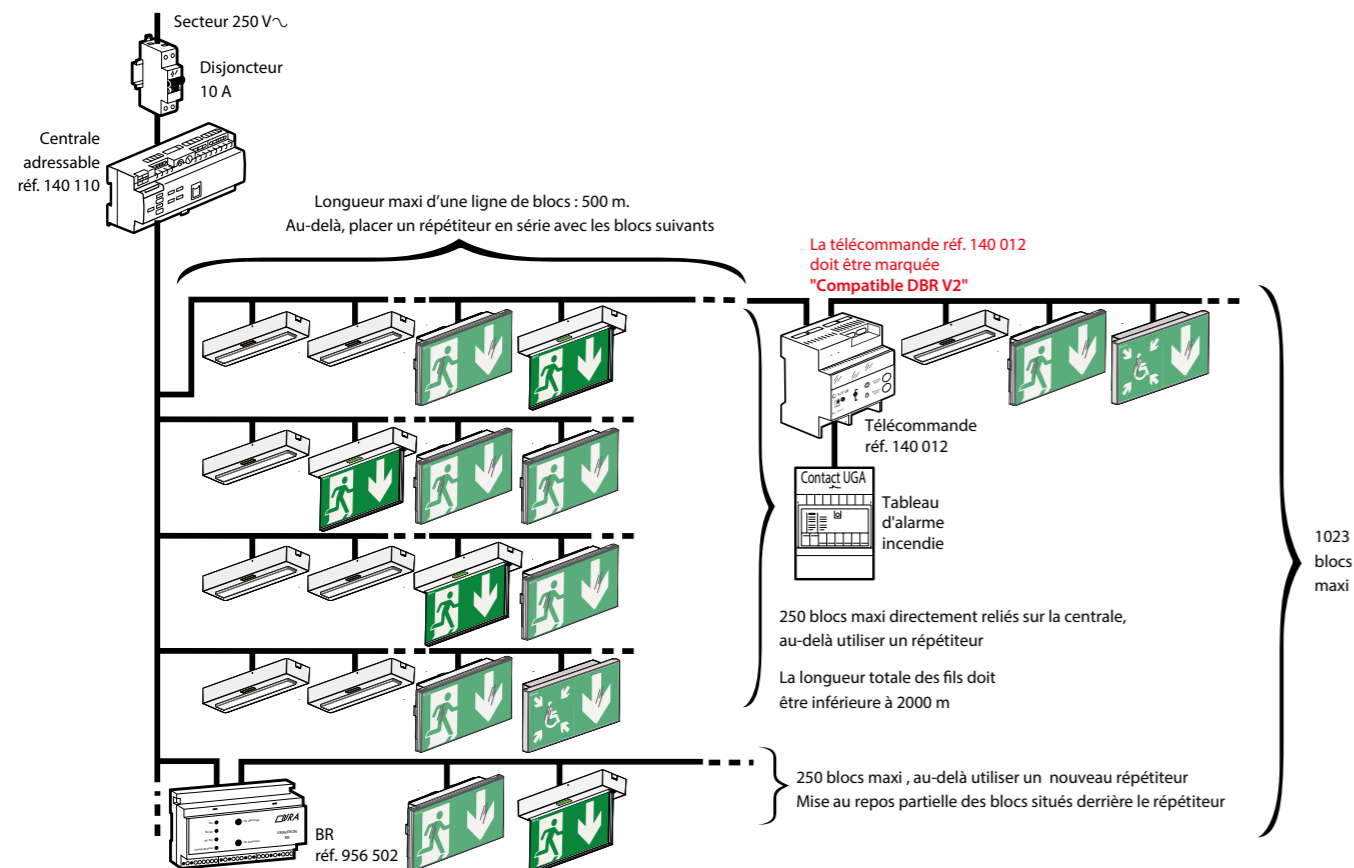 Secteur 250 V∿
Disjoncteur
10 A
Centrale
adressable
réf. 140 110
Longueur maxi d'une ligne de blocs : 500 m.
Au-delà, placer un répétiteur en série avec les blocs suivants
La télécommande réf. 140 012
doit être marquée
"Compatible DBR V2"
Télécommande
réf. 140 012
Contact UGA
Tableau
d'alarme
incendie
1023
blocs
maxi
250 blocs maxi directement reliés sur la centrale,
au-delà utiliser un répétiteur
La longueur totale des fils doit
être inférieure à 2000 m
250 blocs maxi , au-delà utiliser un nouveau répétiteur
Mise au repos partielle des blocs situés derrière le répétiteur
URA
BR
réf. 956 502